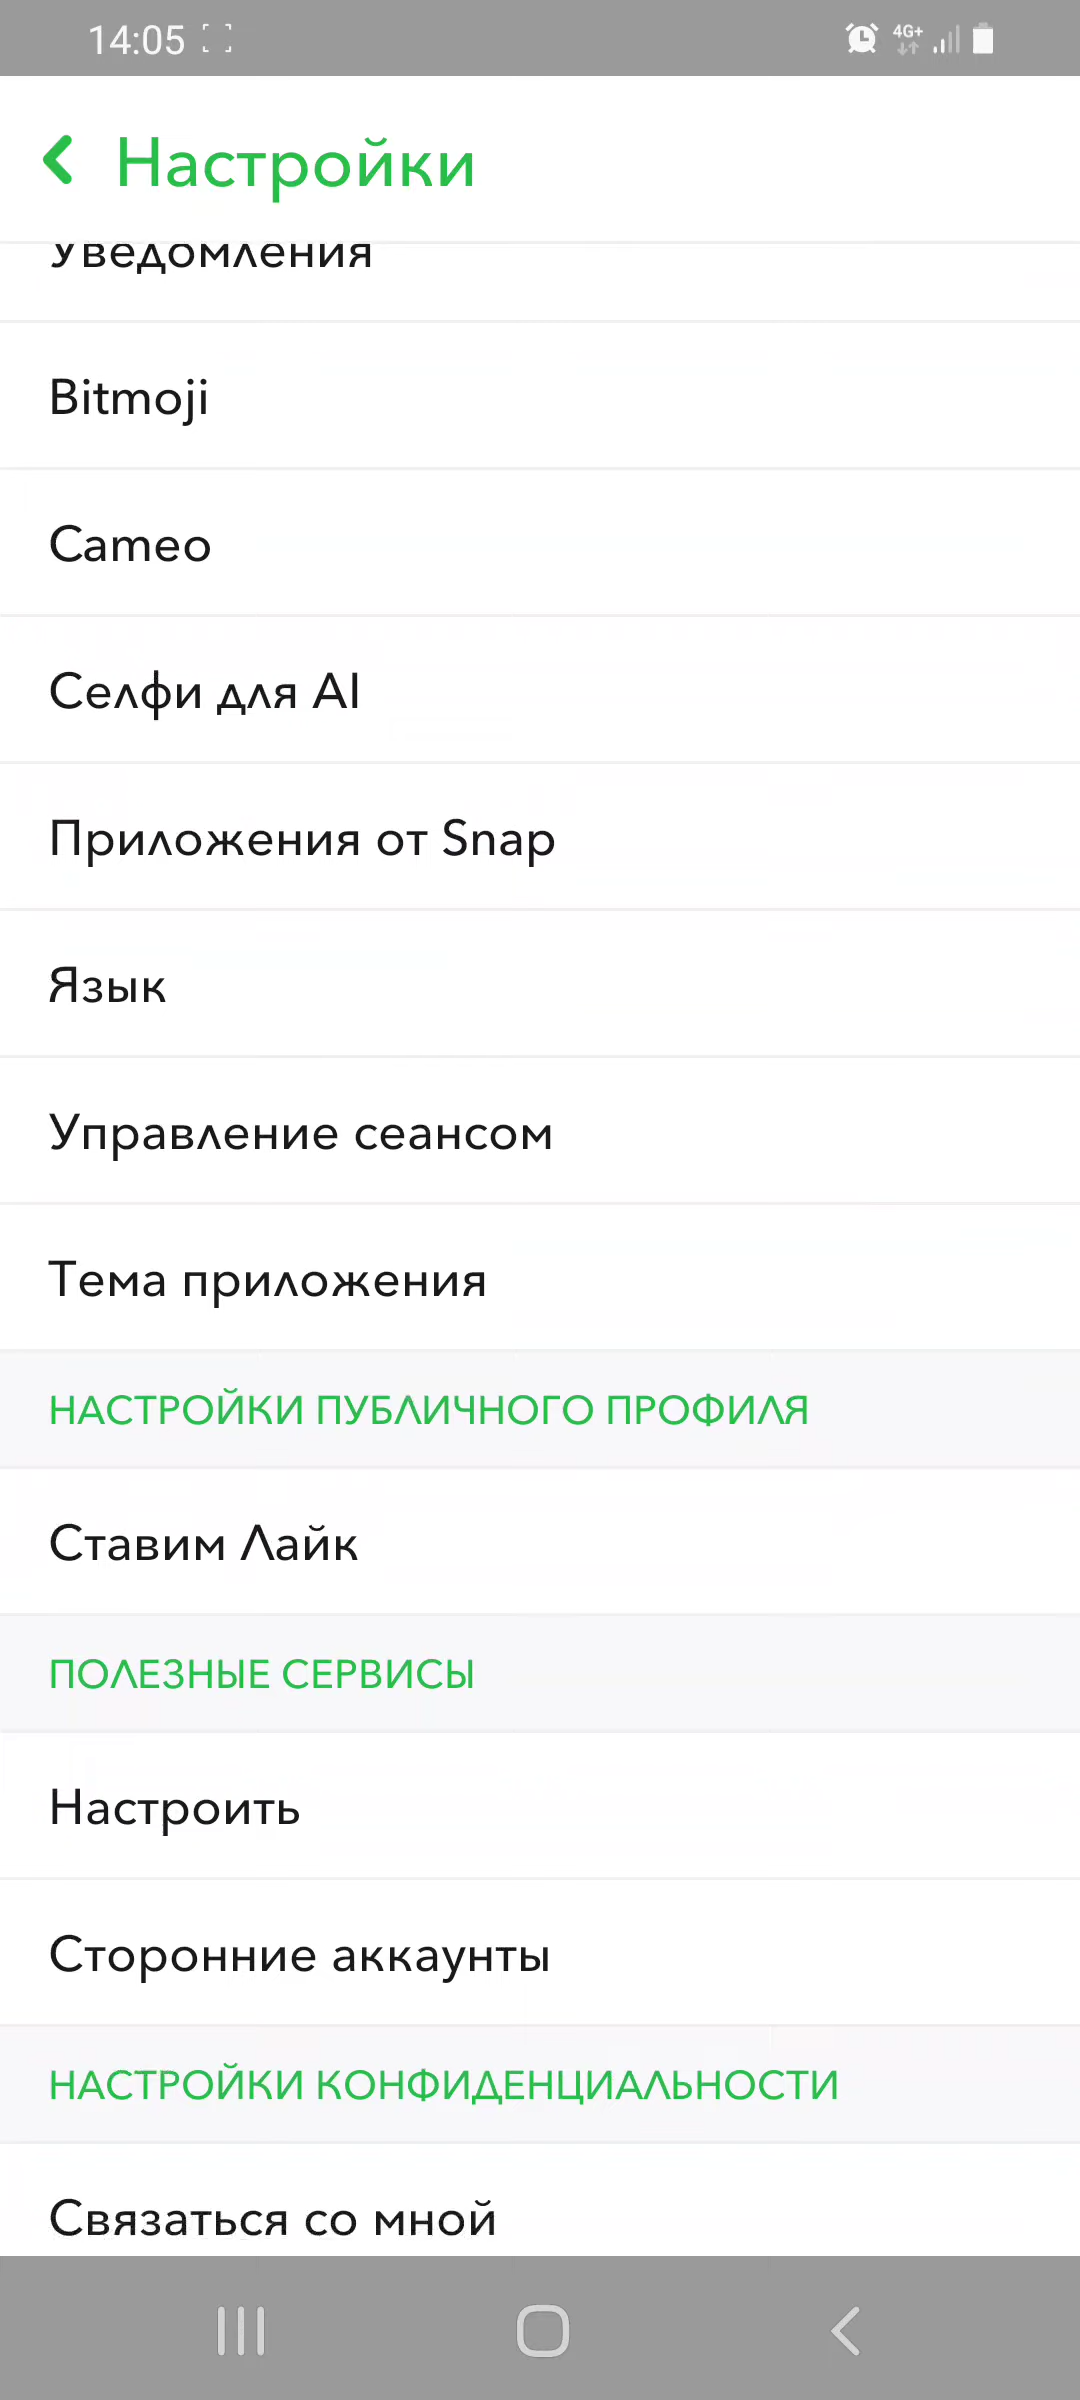 14:05
4G+
Настройки
Уведомления
Bitmoji
Cameo
Селфи для AI
Приложения от Snap
Язык
Управление сеансом
Тема приложения
НАСТРОЙКИ ПУБЛИЧНОГО ПРОФИЛЯ
Ставим Лайк
ПОЛЕЗНЫЕ СЕРВИСЫ
Настроить
Сторонние аккаунты
НАСТРОЙКИ КОНФИДЕНЦИАЛЬНОСТИ
Связаться со мной